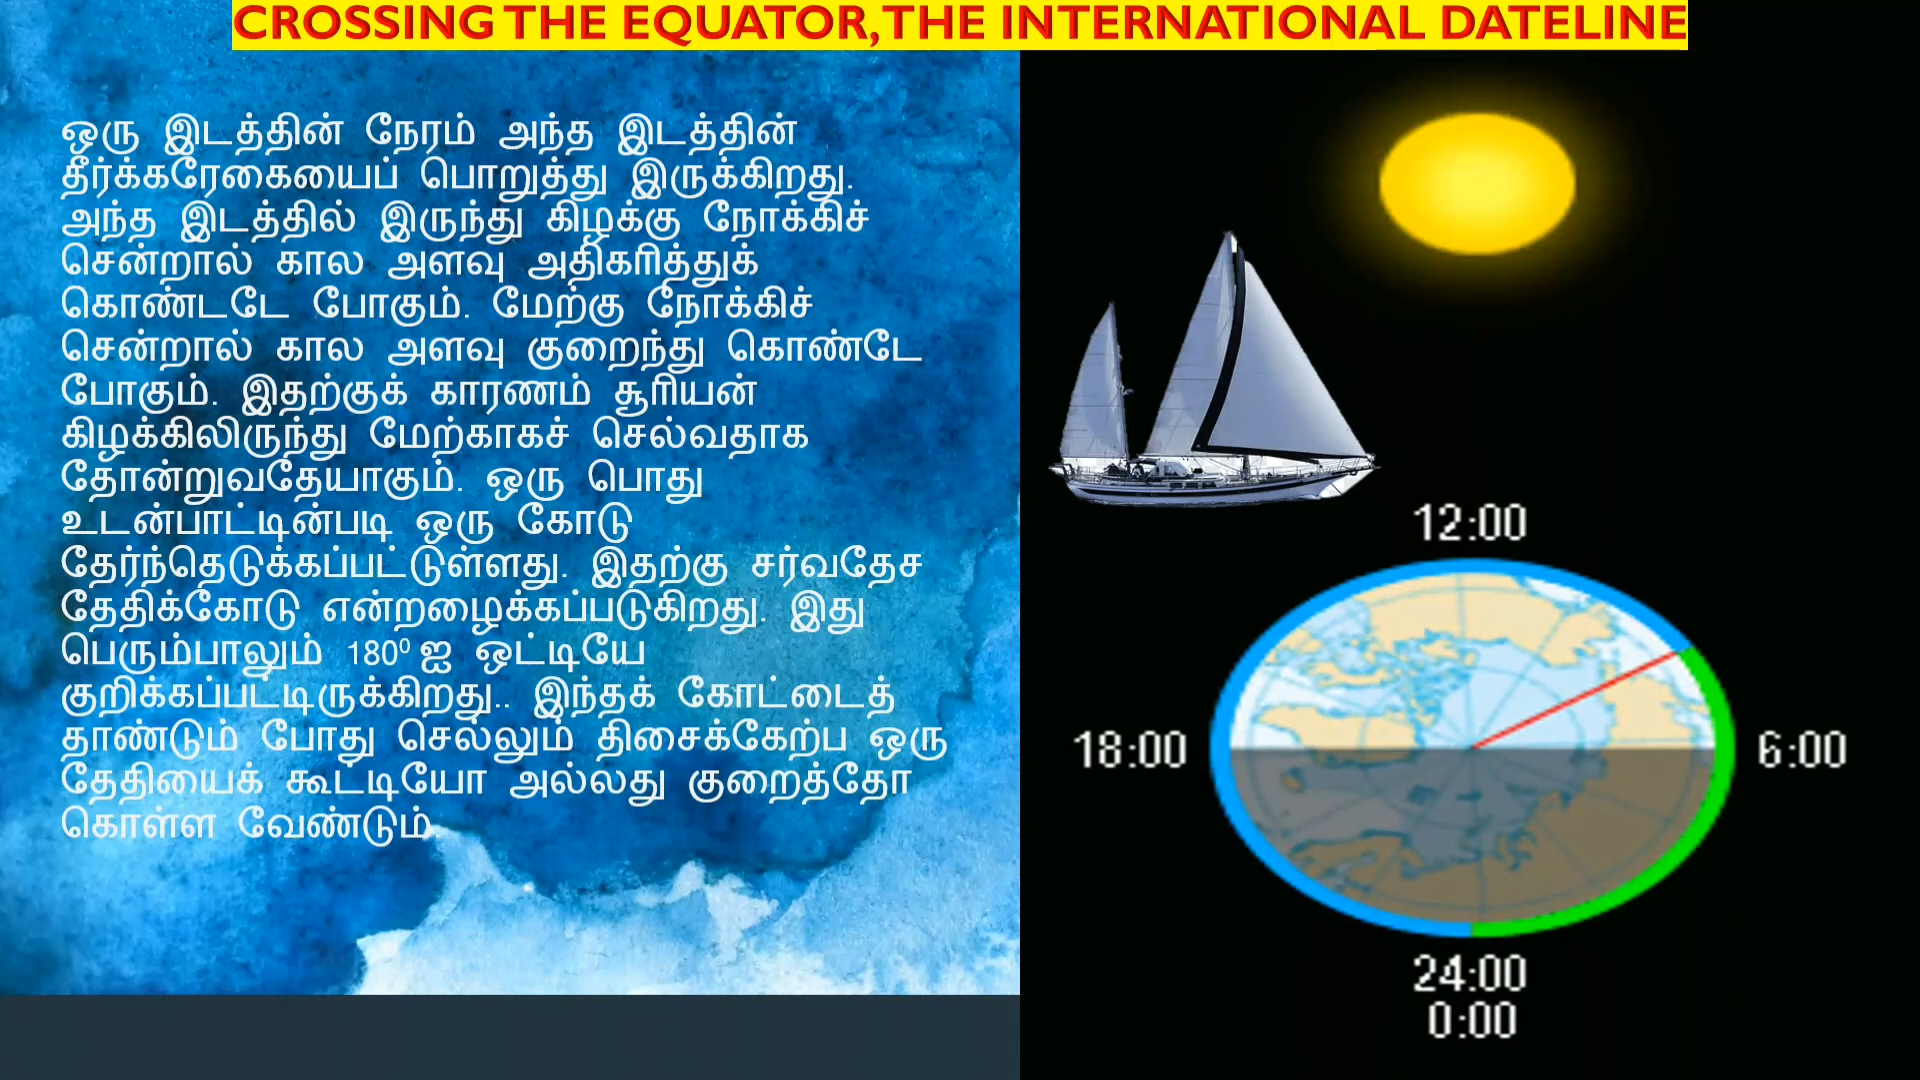 CROSSING THE EQUATOR, THE INTERNATIONAL DATELINE
ஒரு இடத்தின் நேரம் அந்த இடத்தின்
தீர்க்கரேகையைப் பொறுத்து இருக்கிறது.
அந்த இடத்தில் இருந்து கிழக்கு நோக்கிச்
சென்றால் கால அளவு அதிகரித்துக்
கொண்டடே போகும். மேற்கு நோக்கிச்
சென்றால் கால அளவு குறைந்து கொண்டே
போகும். இதற்குக் காரணம் சூரியன்
கிழக்கிலிருந்து மேற்காகச் செல்வதாக
தோன்றுவதேயாகும். ஒரு பொது
உடன்பாட்டின்படி ஒரு கோடு
தேர்ந்தெடுக்கப்பட்டுள்ளது. இதற்கு சர்வதேச
தேதிக்கோடு என்றழைக்கப்படுகிறது. இது
பெரும்பாலும் 180⁰ ஐ ஒட்டியே
குறிக்கப்பட்டிருக்கிறது.. இந்தக் கோட்டைத்
தாண்டும் போது செல்லும் திசைக்கேற்ப ஒரு
தேதியைக் கூட்டியோ அல்லது குறைத்தோ
கொள்ள வேண்டும்.
12:00
18:00
6:00
24:00
0:00